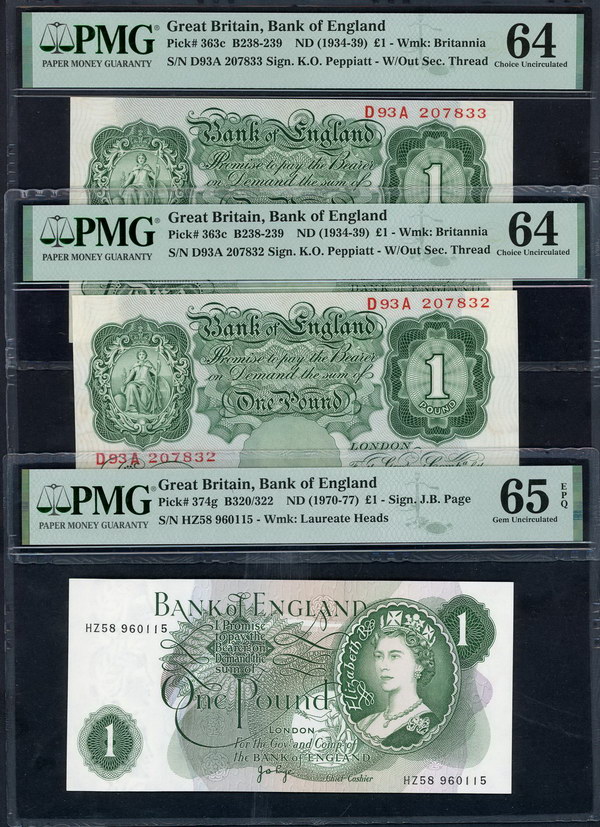 PMG
PAPER MONEY GUARANTY
Great Britain, Bank of England
Pick# 363c B238-239 ND (1934-39) £1 - Wmk: Britannia
S/N D93A 207833 Sign. K.O. Peppiatt - W/Out Sec. Thread
64
Choice Uncirculated
D93A 207833
Bank of England
Promise to pay the Bearer
on Demand the sum of
One Pound
1
PMG
PAPER MONEY GUARANTY
Great Britain, Bank of England
Pick# 363c B238-239 ND (1934-39) £1 - Wmk: Britannia
S/N D93A 207832 Sign. K.O. Peppiatt - W/Out Sec. Thread
64
Choice Uncirculated
BANK OF ENGLAND
D93A 207832
Bank of England
Promise to pay the Bearer
on Demand the sum of
One Pound
1
POUND
LONDON
D93A 207832
PMG
PAPER MONEY GUARANTY
Great Britain, Bank of England
Pick# 374g B320/322 ND (1970-77) £1 - Sign. J.B. Page
S/N HZ58 960115 - Wmk: Laureate Heads
65 EPQ
Gem Uncirculated
BANK of ENGLAND
HZ58 960115
I Promise
to pay the
Bearer on
Demand the
sum of
One Pound
LONDON
For the Govr and Compa of
the BANK of ENGLAND
Chief Cashier
Elizabeth
1
1
HZ58 960115